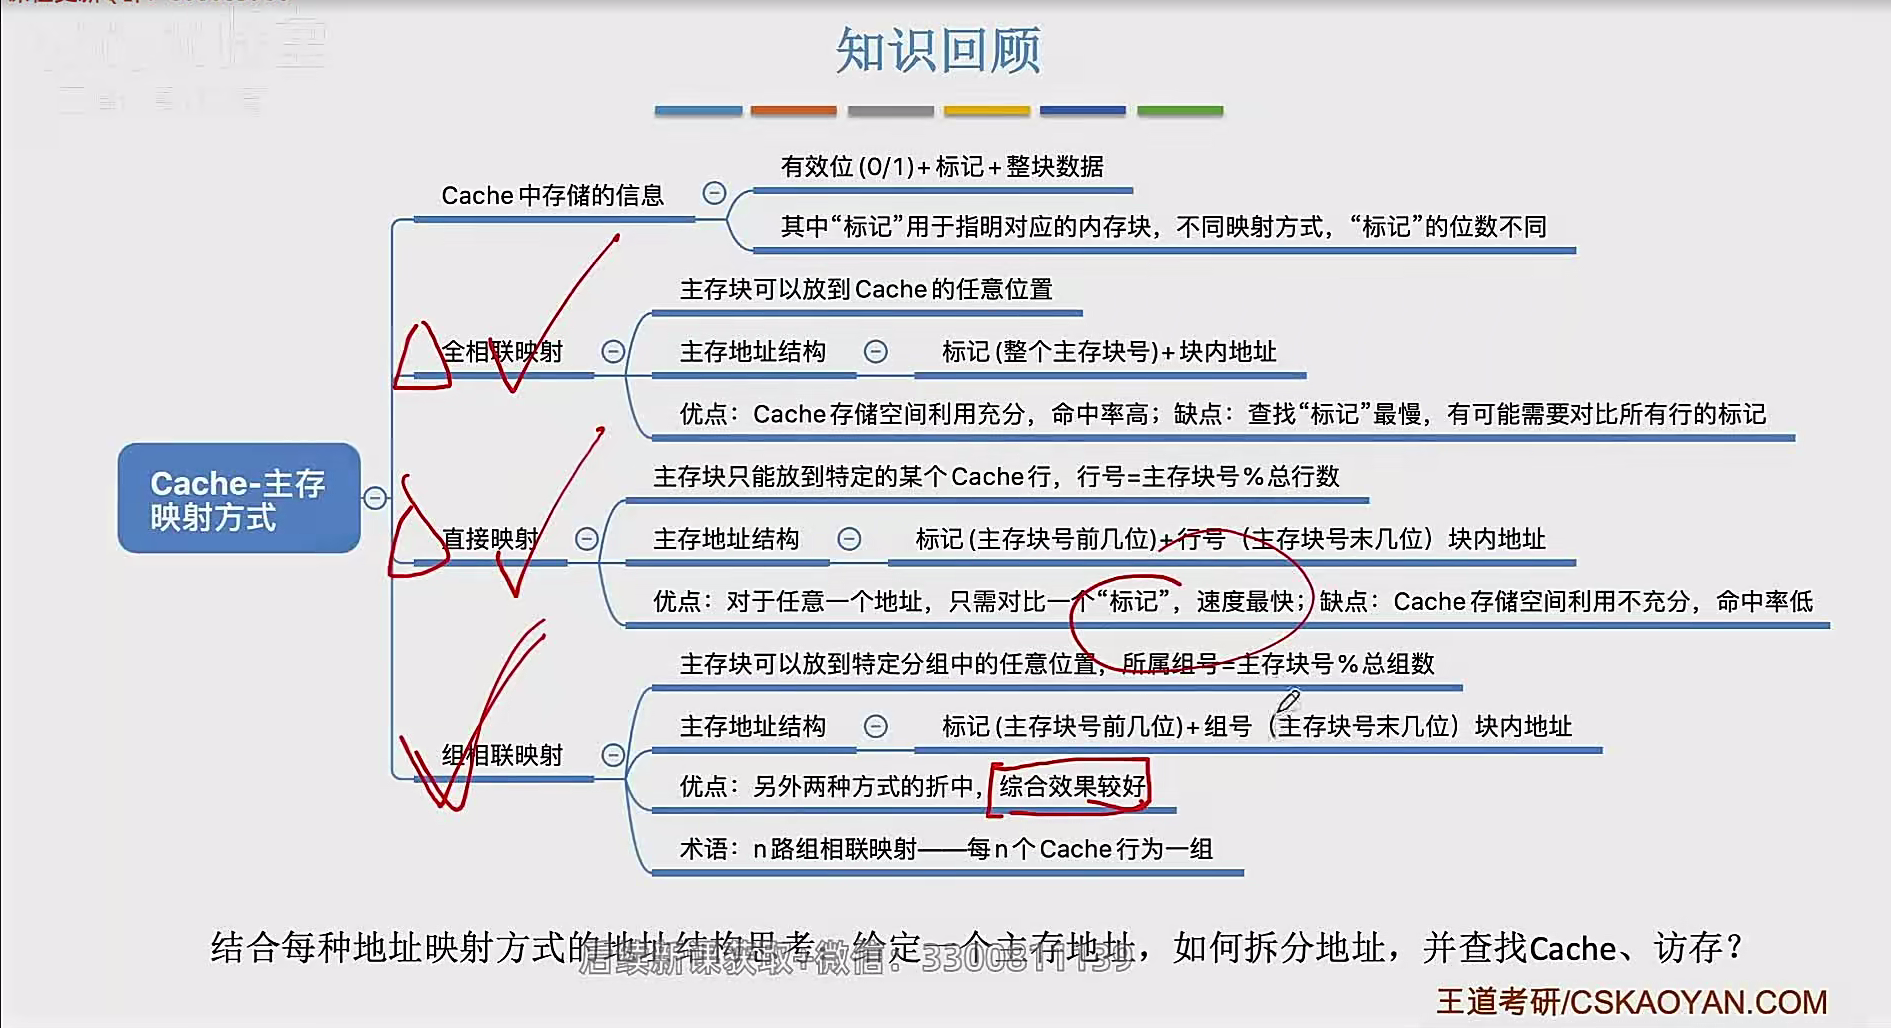 知识回顾
Cache-主存
映射方式
Cache中存储的信息
有效位(0/1)+标记+整块数据
其中“标记”用于指明对应的内存块，不同映射方式，“标记”的位数不同
全相联映射
主存块可以放到Cache的任意位置
主存地址结构
标记(整个主存块号)+块内地址
优点：Cache存储空间利用充分，命中率高；缺点：查找“标记”最慢，有可能需要对比所有行的标记
直接映射
主存块只能放到特定的某个Cache行，行号=主存块号%总行数
主存地址结构
标记(主存块号前几位)+行号（主存块号末几位）块内地址
优点：对于任意一个地址，只需对比一个“标记”，速度最快；缺点：Cache存储空间利用不充分，命中率低
组相联映射
主存块可以放到特定分组中的任意位置，所属组号=主存块号%总组数
主存地址结构
标记(主存块号前几位)+组号（主存块号末几位）块内地址
优点：另外两种方式的折中，综合效果较好
术语：n路组相联映射——每n个Cache行为一组
结合每种地址映射方式的地址结构思考：给定一个主存地址，如何拆分地址，并查找Cache、访存？
后续新课获取+微信：3300811139
王道考研/CSKAOYAN.COM